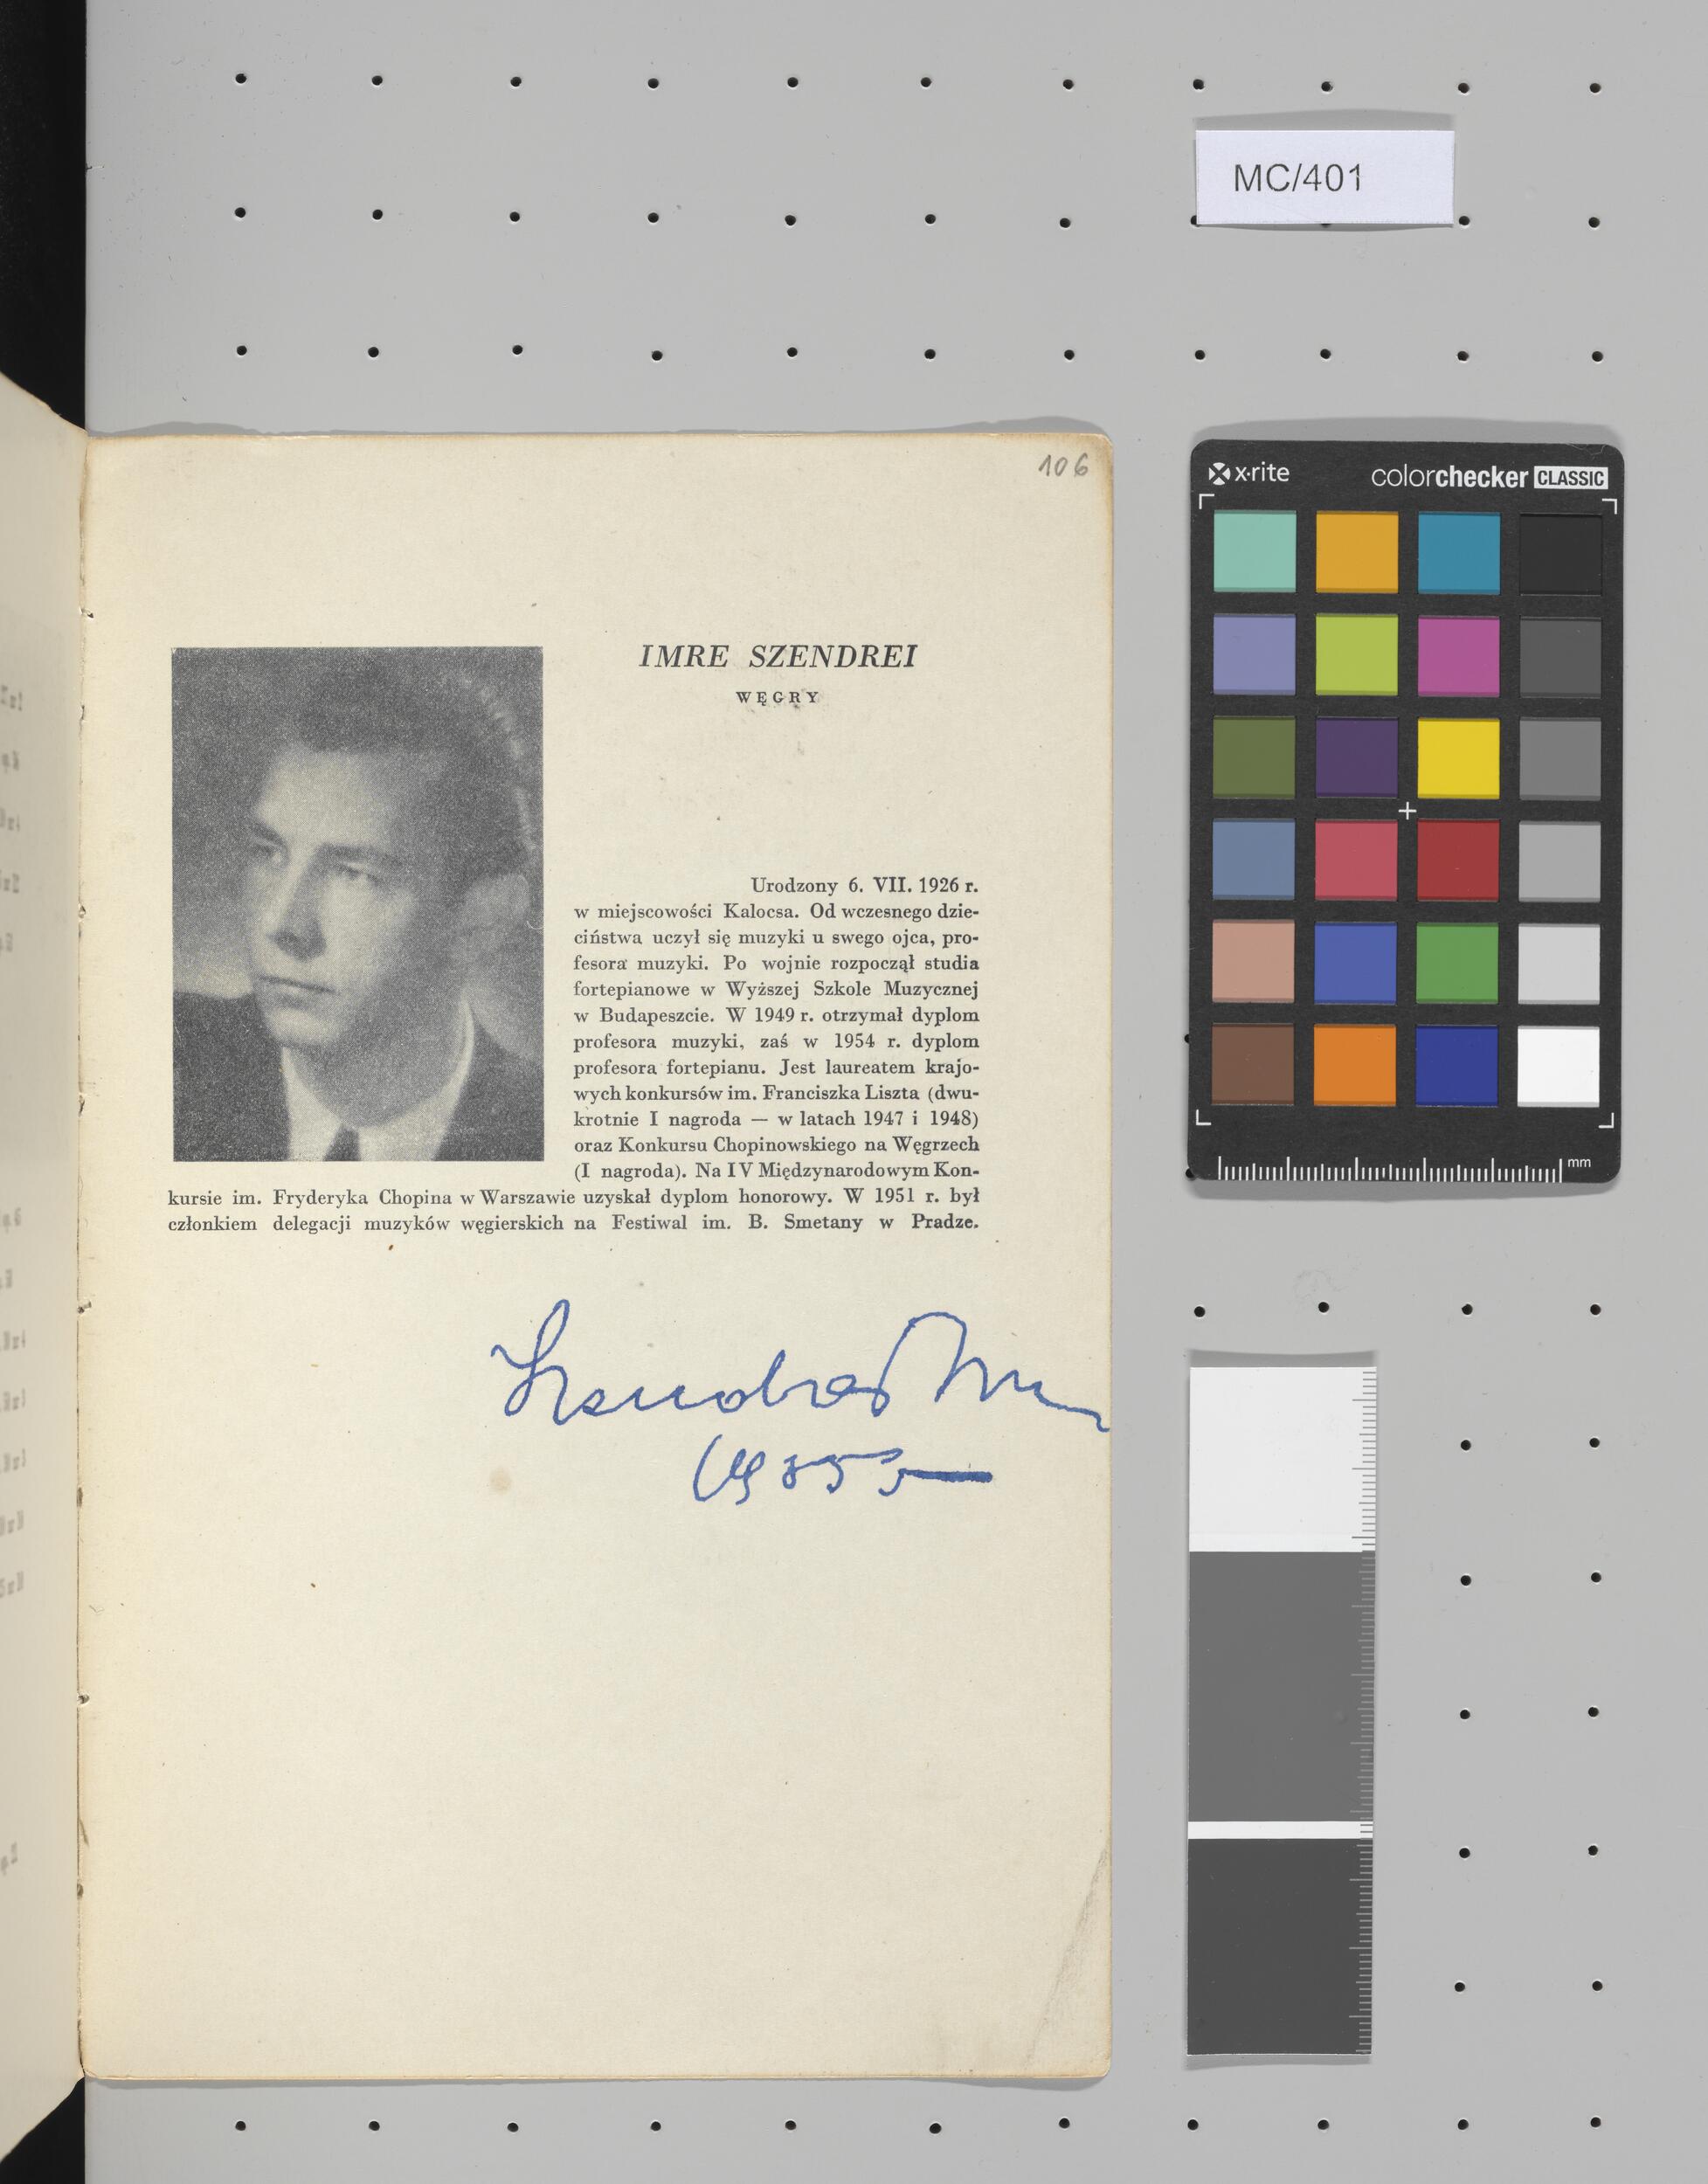 MC/401
106
x·rite colorchecker CLASSIC
IMRE SZENDREI
WĘGRY
Urodzony 6. VII. 1926 r.
w miejscowości Kalocsa. Od wczesnego dzie-
ciństwa uczył się muzyki u swego ojca, pro-
fesora muzyki. Po wojnie rozpoczął studia
fortepianowe w Wyższej Szkole Muzycznej
w Budapeszcie. W 1949 r. otrzymał dyplom
profesora muzyki, zaś w 1954 r. dyplom
profesora fortepianu. Jest laureatem krajo-
wych konkursów im. Franciszka Liszta (dwu-
krotnie I nagroda — w latach 1947 i 1948)
oraz Konkursu Chopinowskiego na Węgrzech
(I nagroda). Na IV Międzynarodowym Kon-
kursie im. Fryderyka Chopina w Warszawie uzyskał dyplom honorowy. W 1951 r. był
członkiem delegacji muzyków węgierskich na Festiwal im. B. Smetany w Pradze.
mm